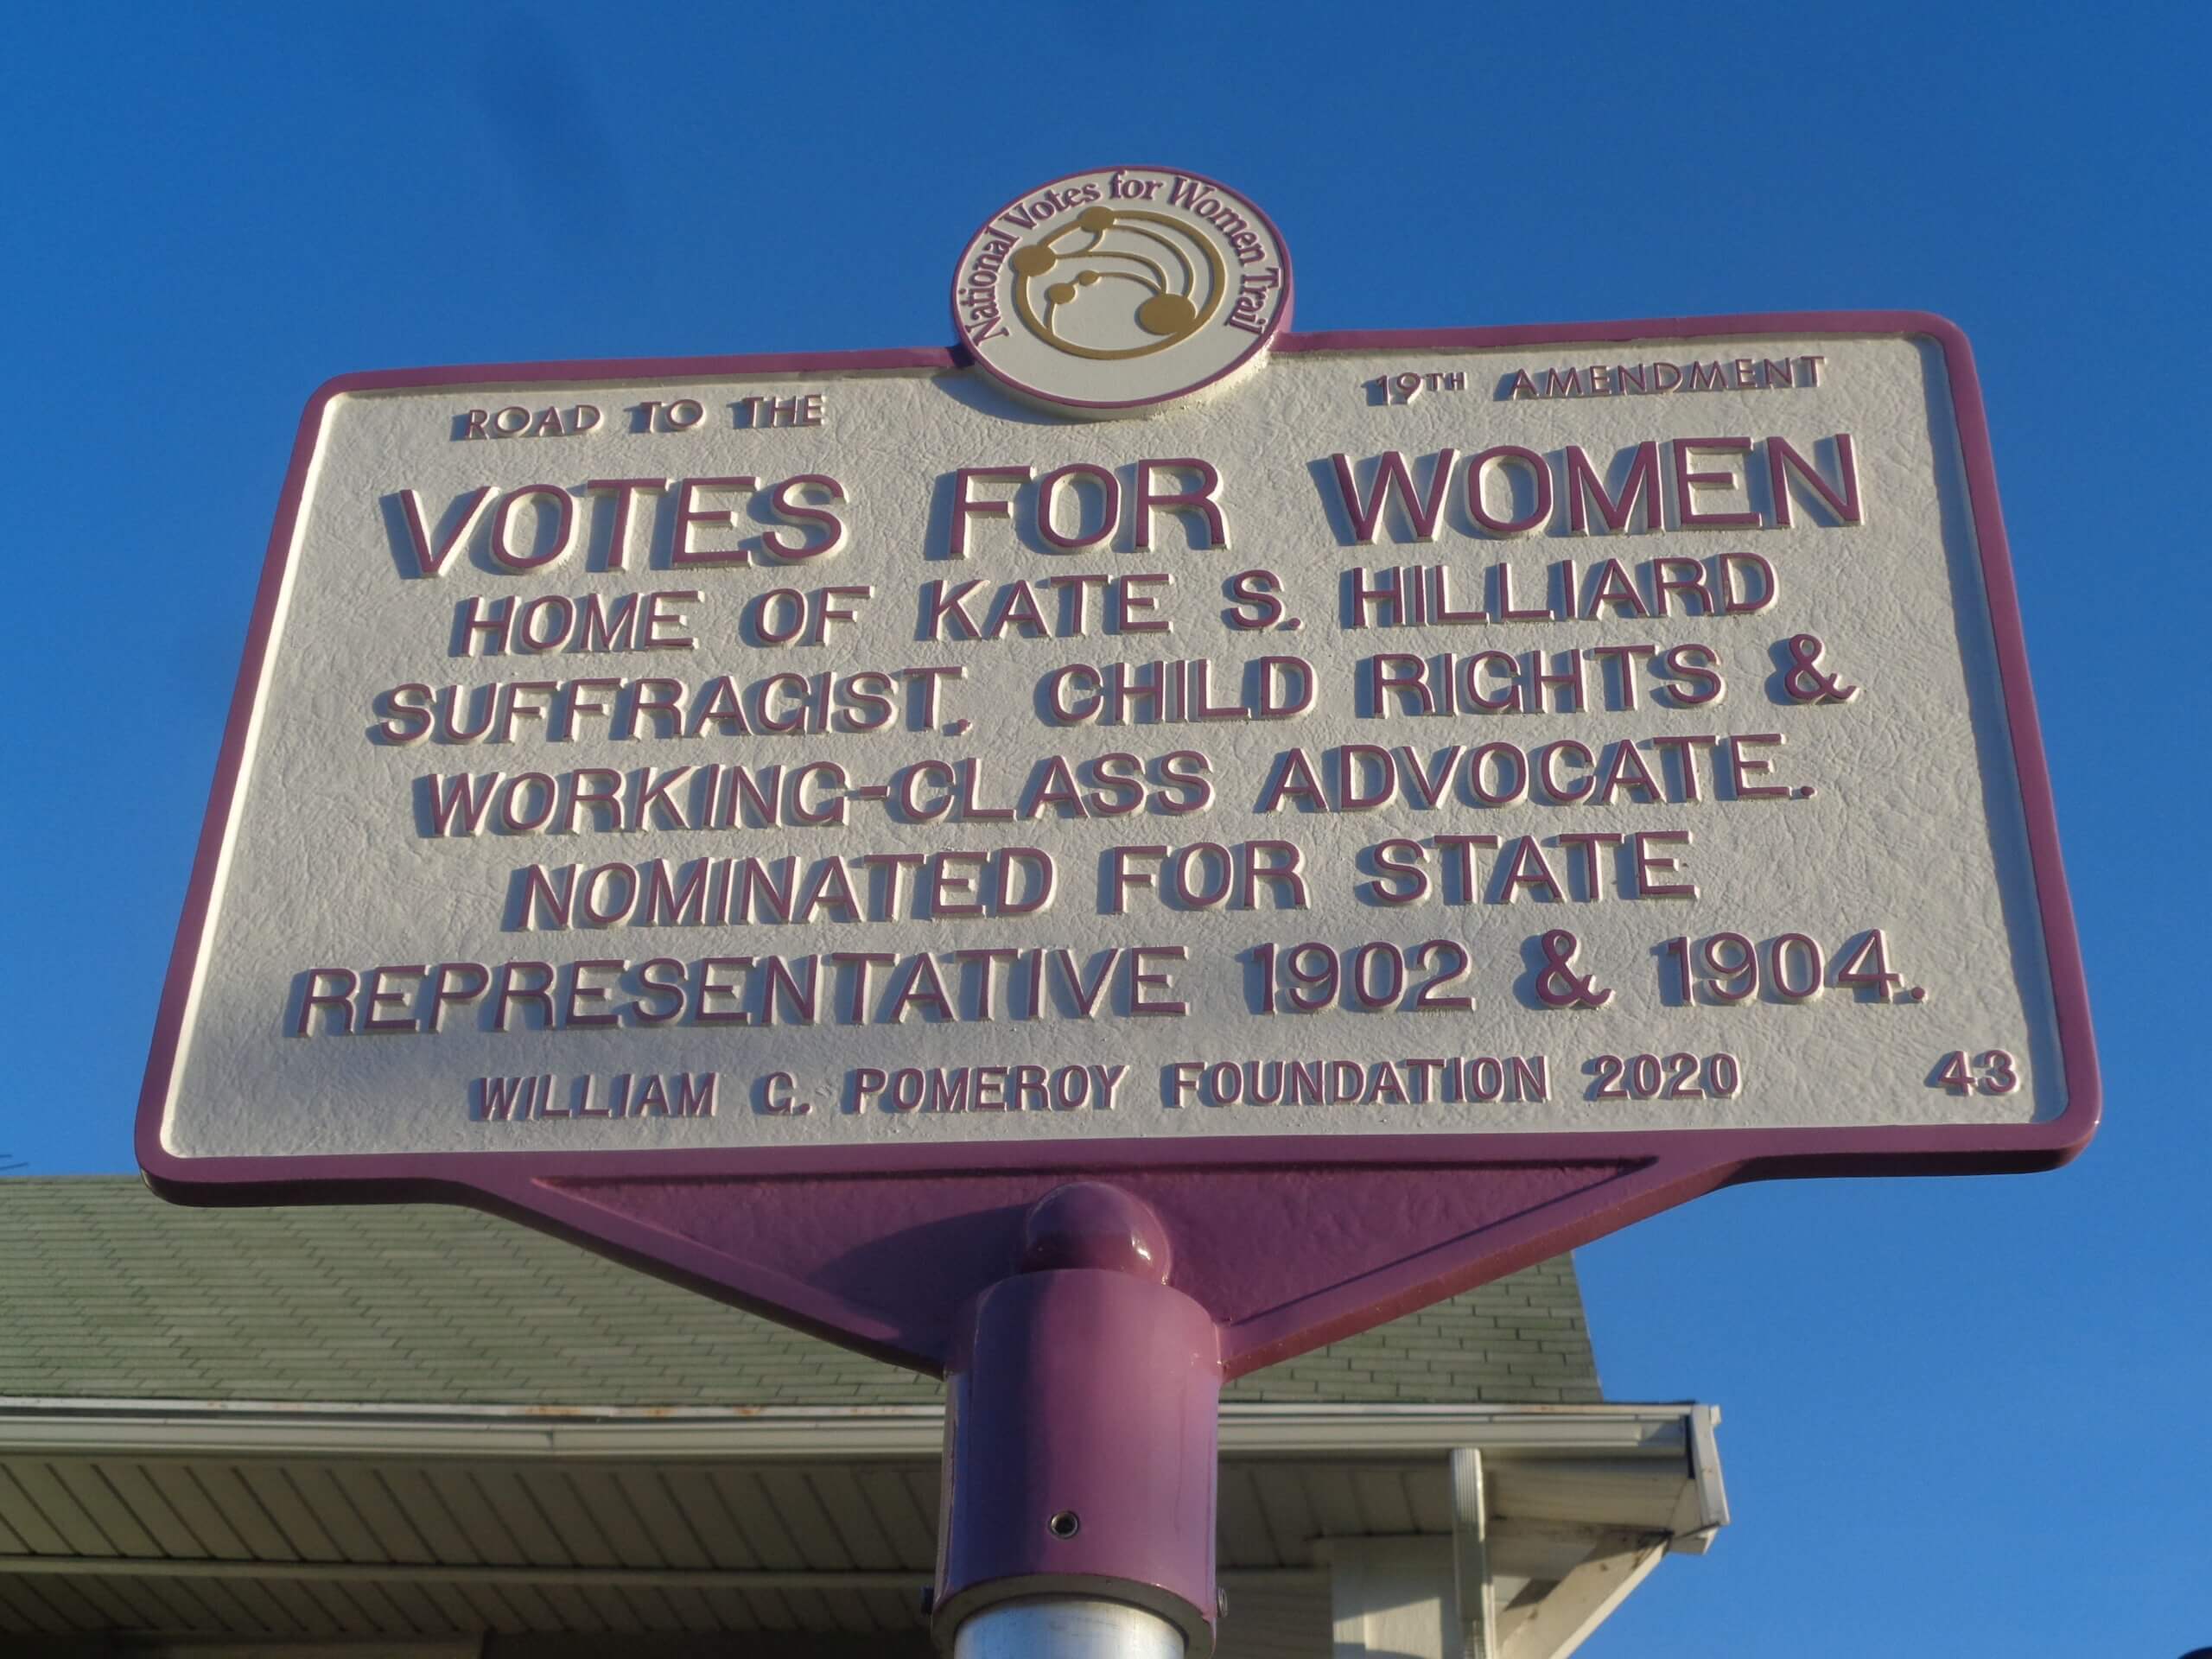 National Votes for Women Trail
ROAD TO THE 19TH AMENDMENT
VOTES FOR WOMEN
HOME OF KATE S. HILLIARD
SUFFRAGIST, CHILD RIGHTS &
WORKING-CLASS ADVOCATE.
NOMINATED FOR STATE
REPRESENTATIVE 1902 & 1904.
WILLIAM G. POMEROY FOUNDATION 2020 43